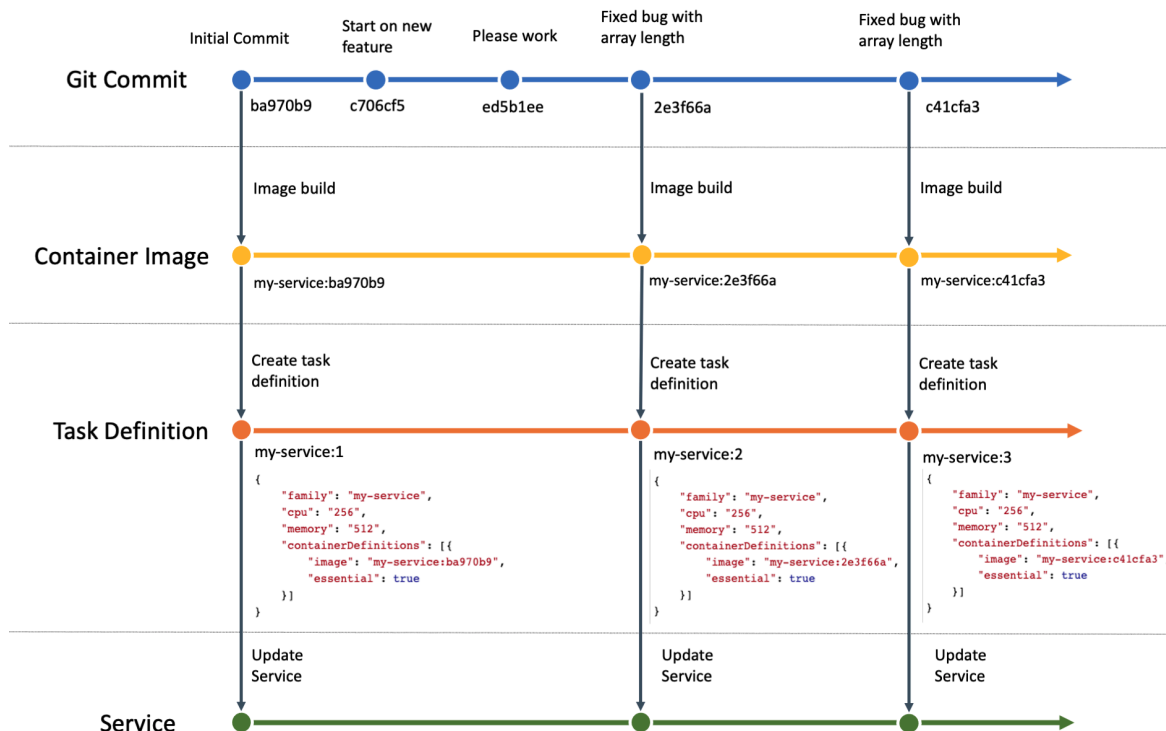 Initial Commit
Start on new
feature
Please work
Fixed bug with
array length
Fixed bug with
array length
Git Commit
ba970b9
c706cf5
ed5b1ee
2e3f66a
c41cfa3
Image build
Image build
Image build
Container Image
my-service:ba970b9
my-service:2e3f66a
my-service:c41cfa3
Create task
definition
Create task
definition
Create task
definition
Task Definition
my-service:1
{
"family": "my-service",
"cpu": "256",
"memory": "512",
"containerDefinitions": [{
"image": "my-service:ba970b9",
"essential": true
}]
}
my-service:2
{
"family": "my-service",
"cpu": "256",
"memory": "512",
"containerDefinitions": [{
"image": "my-service:2e3f66a",
"essential": true
}]
}
my-service:3
{
"family": "my-service",
"cpu": "256",
"memory": "512",
"containerDefinitions": [{
"image": "my-service:c41cfa3"
"essential": true
}]
}
Update
Service
Update
Service
Update
Service
Service